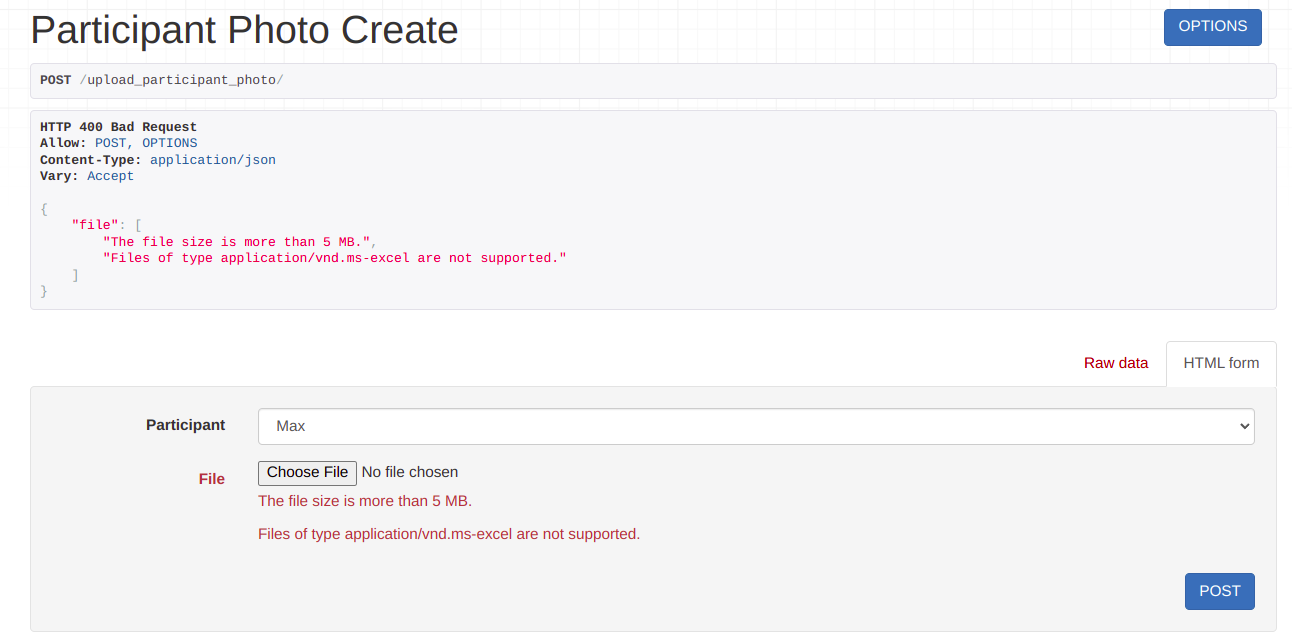 Participant Photo Create
OPTIONS
POST /upload_participant_photo/
HTTP 400 Bad Request
Allow: POST, OPTIONS
Content-Type: application/json
Vary: Accept
{
    "file": [
        "The file size is more than 5 MB.",
        "Files of type application/vnd.ms-excel are not supported."
    ]
}
Raw data
HTML form
Participant
Max
File
Choose File No file chosen
The file size is more than 5 MB.
Files of type application/vnd.ms-excel are not supported.
POST